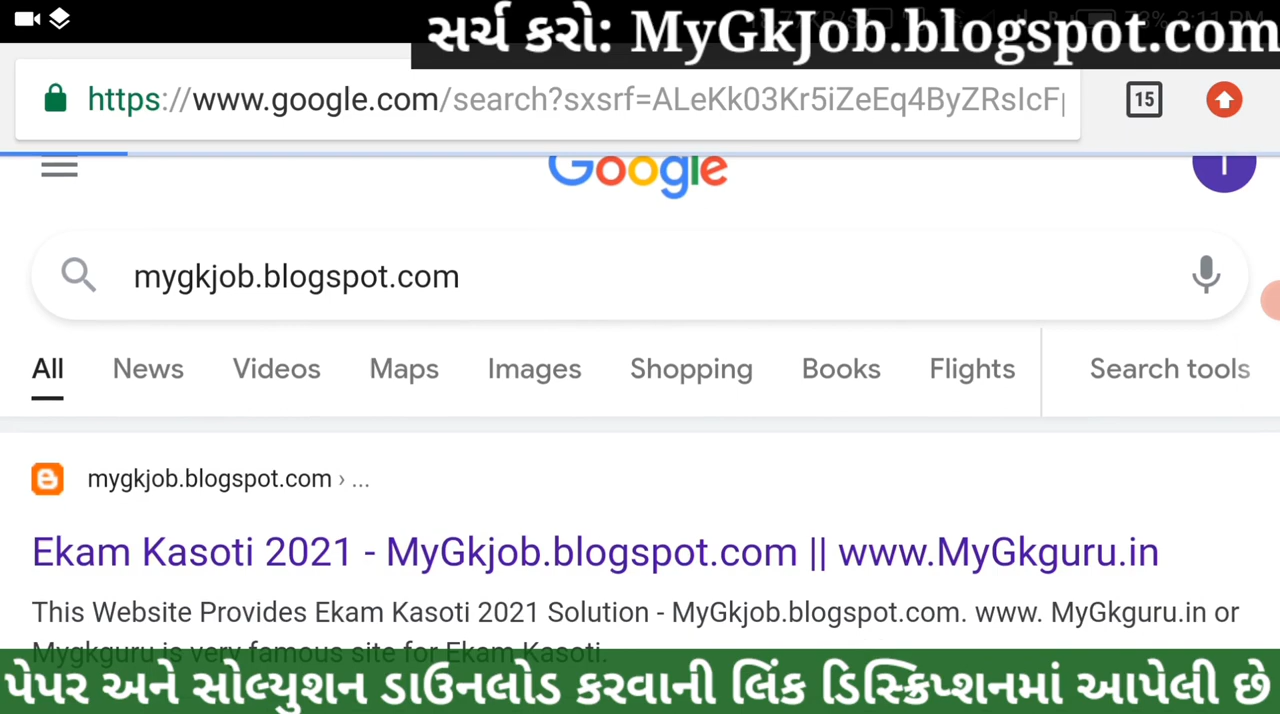 સર્ચ કરો: MyGkJob.blogspot.com
https://www.google.com/search?sxsrf=ALeKk03Kr5iZeEq4ByZRsIcF
15
Google
mygkjob.blogspot.com
All News Videos Maps Images Shopping Books Flights Search tools
mygkjob.blogspot.com › ...
Ekam Kasoti 2021 - MyGkjob.blogspot.com || www.MyGkguru.in
This Website Provides Ekam Kasoti 2021 Solution - MyGkjob.blogspot.com. www. MyGkguru.in or
Mygkguru is very famous site for Ekam Kasoti.
પેપર અને સોલ્યુશન ડાઉનલોડ કરવાની લિંક ડિસ્ક્રિપ્શનમાં આપેલી છે